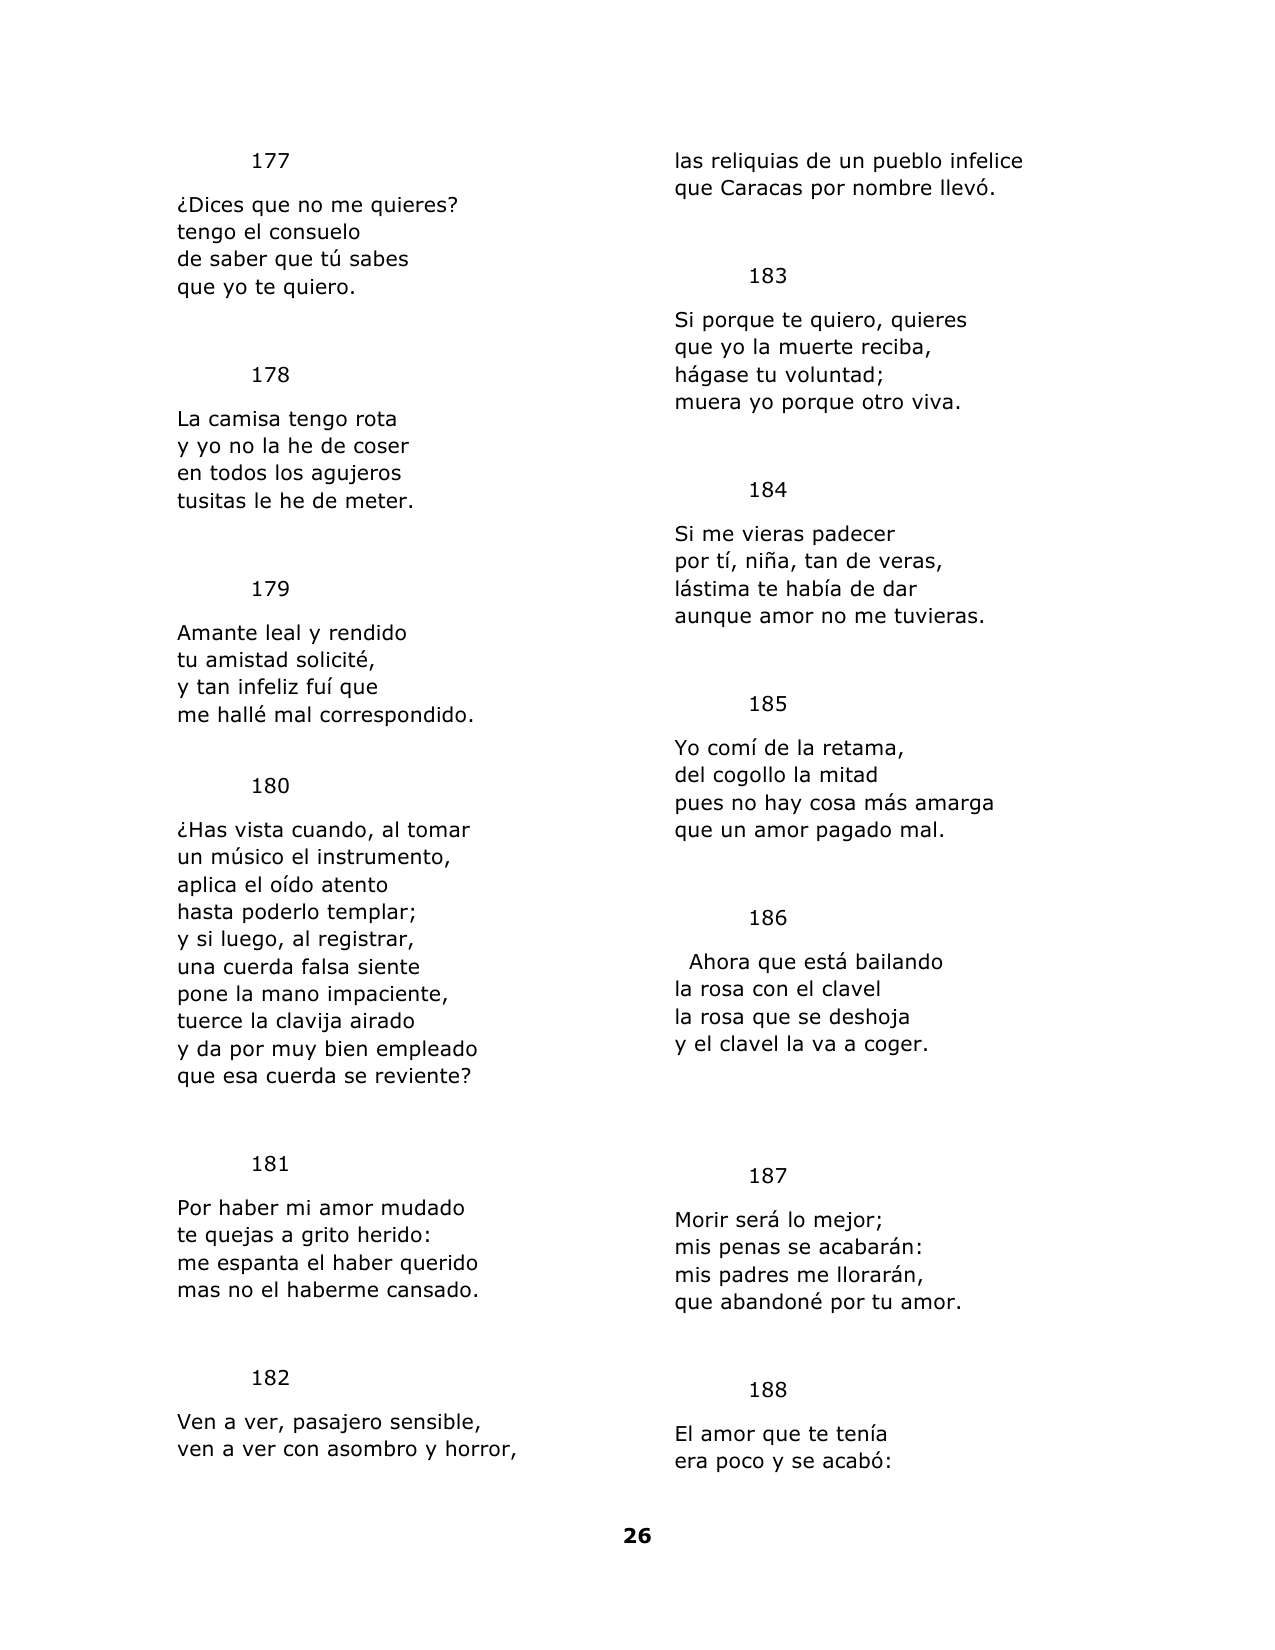 177
¿Dices que no me quieres?
tengo el consuelo
de saber que tú sabes
que yo te quiero.
178
La camisa tengo rota
y yo no la he de coser
en todos los agujeros
tusitas le he de meter.
179
Amante leal y rendido
tu amistad solicité,
y tan infeliz fuí que
me hallé mal correspondido.
180
¿Has vista cuando, al tomar
un músico el instrumento,
aplica el oído atento
hasta poderlo templar;
y si luego, al registrar,
una cuerda falsa siente
pone la mano impaciente,
tuerce la clavija airado
y da por muy bien empleado
que esa cuerda se reviente?
181
Por haber mi amor mudado
te quejas a grito herido:
me espanta el haber querido
mas no el haberme cansado.
182
Ven a ver, pasajero sensible,
ven a ver con asombro y horror,
las reliquias de un pueblo infelice
que Caracas por nombre llevó.
183
Si porque te quiero, quieres
que yo la muerte reciba,
hágase tu voluntad;
muera yo porque otro viva.
184
Si me vieras padecer
por tí, niña, tan de veras,
lástima te había de dar
aunque amor no me tuvieras.
185
Yo comí de la retama,
del cogollo la mitad
pues no hay cosa más amarga
que un amor pagado mal.
186
Ahora que está bailando
la rosa con el clavel
la rosa que se deshoja
y el clavel la va a coger.
187
Morir será lo mejor;
mis penas se acabarán:
mis padres me llorarán,
que abandoné por tu amor.
188
El amor que te tenía
era poco y se acabó:
26